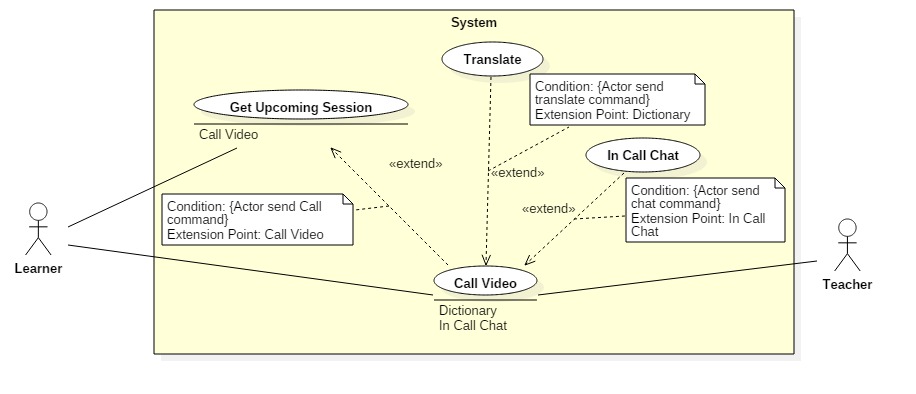 System
Translate
Condition: {Actor send
translate command}
Extension Point: Dictionary
Get Upcoming Session
Call Video
«extend»
«extend»
In Call Chat
Condition: {Actor send
chat command}
Extension Point: In Call
Chat
«extend»
Condition: {Actor send Call
command}
Extension Point: Call Video
Learner
Teacher
Call Video
Dictionary
In Call Chat